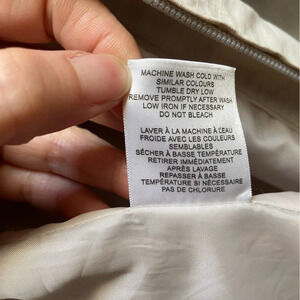 MACHINE WASH COLD WITH
SIMILAR COLOURS
TUMBLE DRY LOW
REMOVE PROMPTLY AFTER WASH
LOW IRON IF NECESSARY
DO NOT BLEACH
LAVER À LA MACHINE À L'EAU
FROIDE AVEC LES COULEURS
SEMBLABLES
SÉCHER À BASSE TEMPÉRATURE
RETIRER IMMÉDIATEMENT
APRÈS LAVAGE
REPASSER À BASSE
TEMPÉRATURE SI NÉCESSAIRE
PAS DE CHLORURE